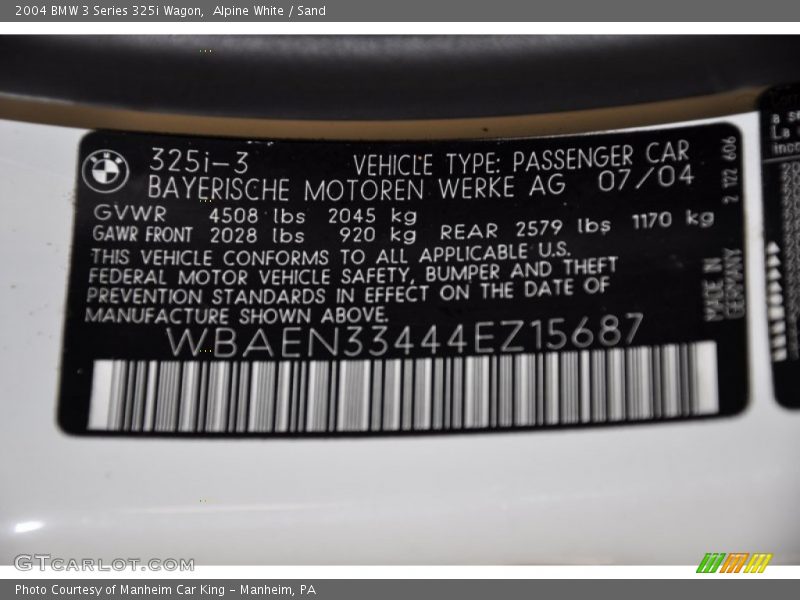 2004 BMW 3 Series 325i Wagon, Alpine White / Sand
BMW
325i-3 VEHICLE TYPE: PASSENGER CAR
BAYERISCHE MOTOREN WERKE AG 07/04
GVWR 4508 lbs 2045 kg
GAWR FRONT 2028 lbs 920 kg REAR 2579 lbs 1170 kg
THIS VEHICLE CONFORMS TO ALL APPLICABLE U.S.
FEDERAL MOTOR VEHICLE SAFETY, BUMPER AND THEFT
PREVENTION STANDARDS IN EFFECT ON THE DATE OF
MANUFACTURE SHOWN ABOVE.
WBAEN33444EZ15687
2 122 606
MADE IN
GERMANY
a se
La
inco
GTCARLOT.COM
Photo Courtesy of Manheim Car King - Manheim, PA